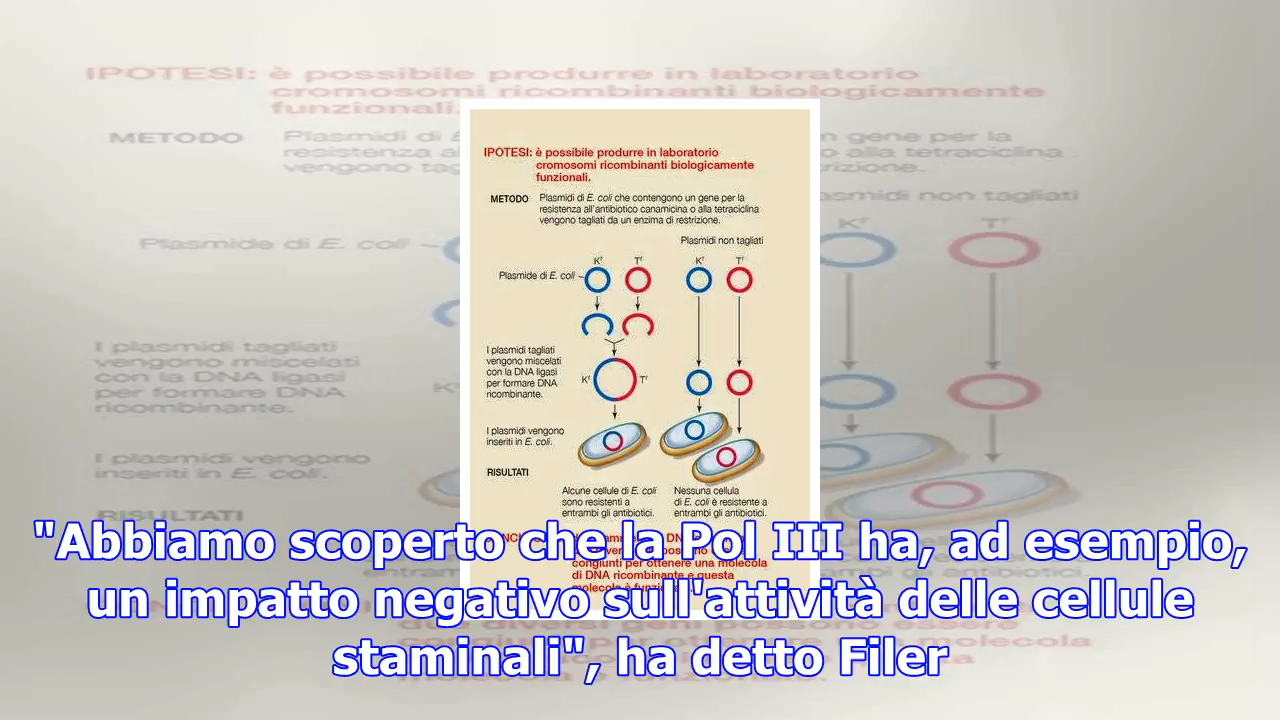 IPOTESI: è possibile produrre in laboratorio
cromosomi ricombinanti biologicamente
funzionali.
METODO Plasmidi di E. coli che contengono un gene per la
resistenza all'antibiotico canamicina o alla tetraciclina
vengono tagliati da un enzima di restrizione.
Plasmidi non tagliati
Kʳ Tʳ Kʳ Tʳ
Plasmide di E. coli
I plasmidi tagliati
vengono miscelati
con la DNA ligasi
per formare DNA
ricombinante.
Kʳ Tʳ
I plasmidi vengono
inseriti in E. coli.
RISULTATI
Alcune cellule di E. coli
sono resistenti a
entrambi gli antibiotici.
Nessuna cellula
di E. coli è resistente a
entrambi gli antibiotici.
congiunti per ottenere una molecola
di DNA ricombinante e questa
"Abbiamo scoperto che la Pol III ha, ad esempio,
un impatto negativo sull'attività delle cellule
staminali", ha detto Filer